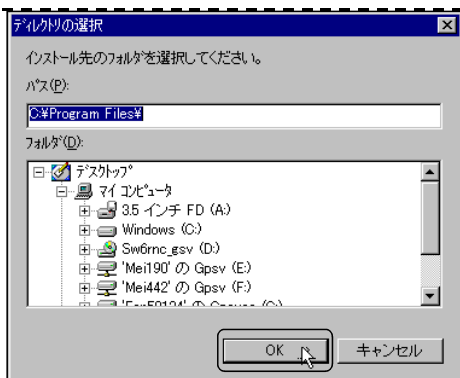 ディレクトリの選択
インストール先のフォルダを選択してください。
パス(P):
C:¥Program Files¥
フォルダ(D):
デスクトップ
マイ コンピュータ
3.5 インチ FD (A:)
Windows (C:)
Sw6rnc_gsv (D:)
'Mei190' の Gpsv (E:)
'Mei442' の Gpsv (F:)
OK
キャンセル